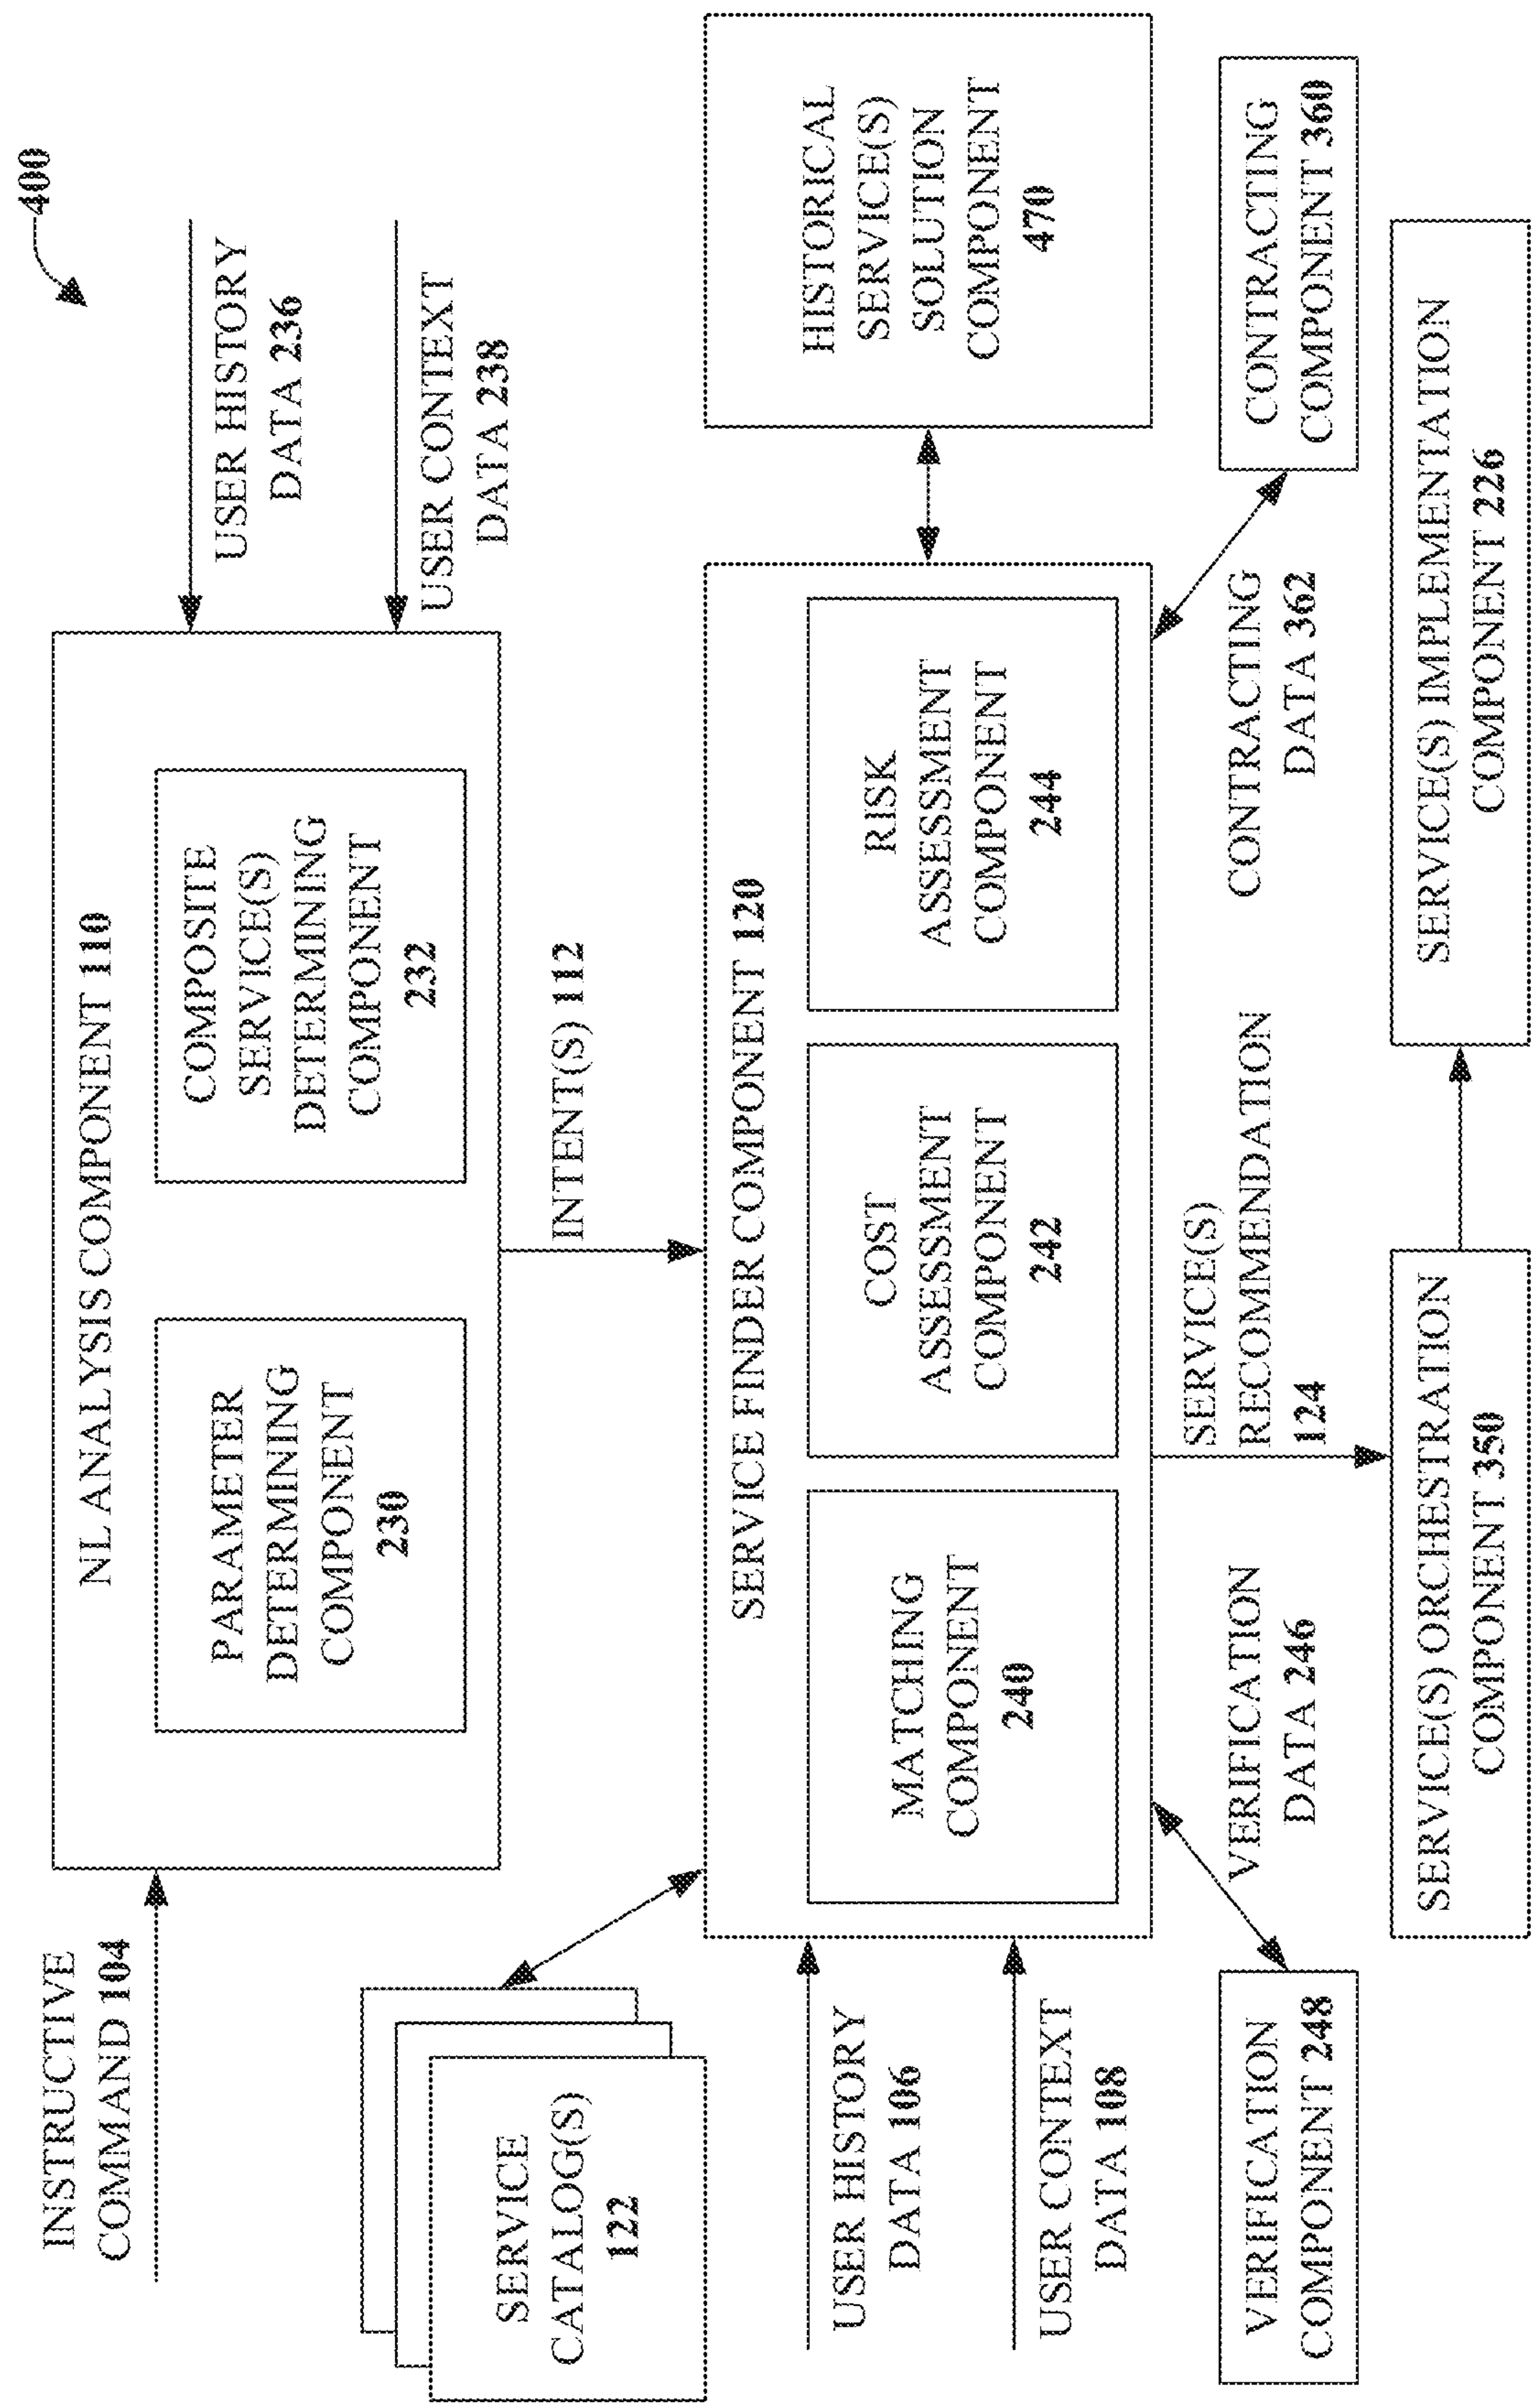 400
INSTRUCTIVE
COMMAND 104
NL ANALYSIS COMPONENT 110
PARAMETER
DETERMINING
COMPONENT
230
COMPOSITE
SERVICE(S)
DETERMINING
COMPONENT
232
USER HISTORY
DATA 236
USER CONTEXT
DATA 238
SERVICE
CATALOG(S)
122
INTENT(S) 112
USER HISTORY
DATA 106
USER CONTEXT
DATA 108
SERVICE FINDER COMPONENT 120
MATCHING
COMPONENT
240
COST
ASSESSMENT
COMPONENT
242
RISK
ASSESSMENT
COMPONENT
244
HISTORICAL
SERVICE(S)
SOLUTION
COMPONENT
470
VERIFICATION
COMPONENT 248
VERIFICATION
DATA 246
SERVICE(S)
RECOMMENDATION
124
CONTRACTING
DATA 362
CONTRACTING
COMPONENT 360
SERVICE(S) ORCHESTRATION
COMPONENT 350
SERVICE(S) IMPLEMENTATION
COMPONENT 226